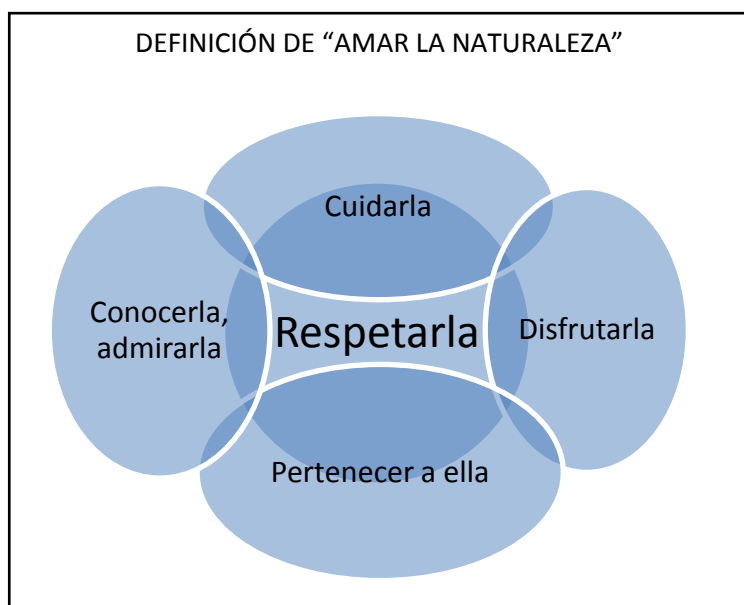 DEFINICIÓN DE “AMAR LA NATURALEZA”
Cuidarla
Conocerla,
admirarla
Respetarla
Disfrutarla
Pertenecer a ella